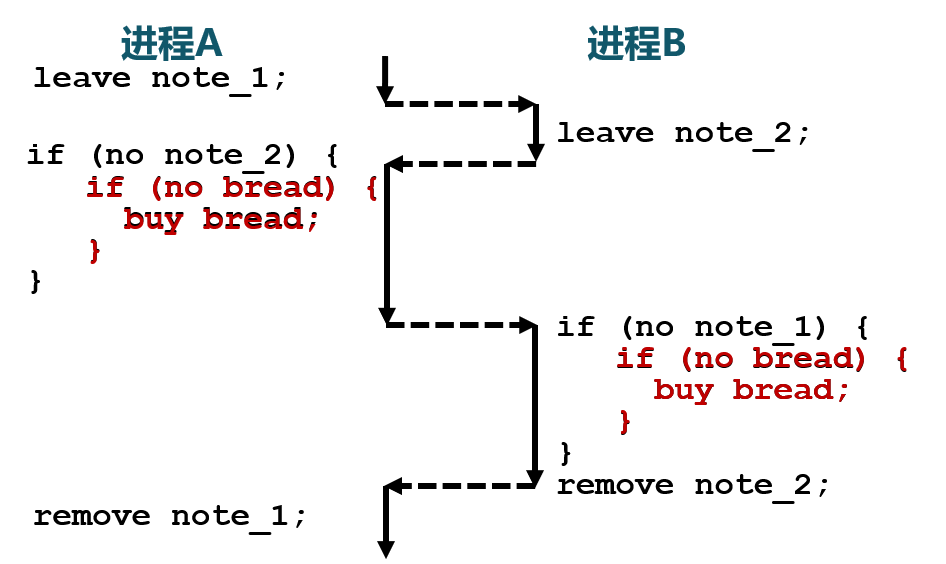 进程A
leave note_1;
if (no note_2) {
if (no bread) {
buy bread;
}
}
remove note_1;
进程B
leave note_2;
if (no note_1) {
if (no bread) {
buy bread;
}
}
remove note_2;